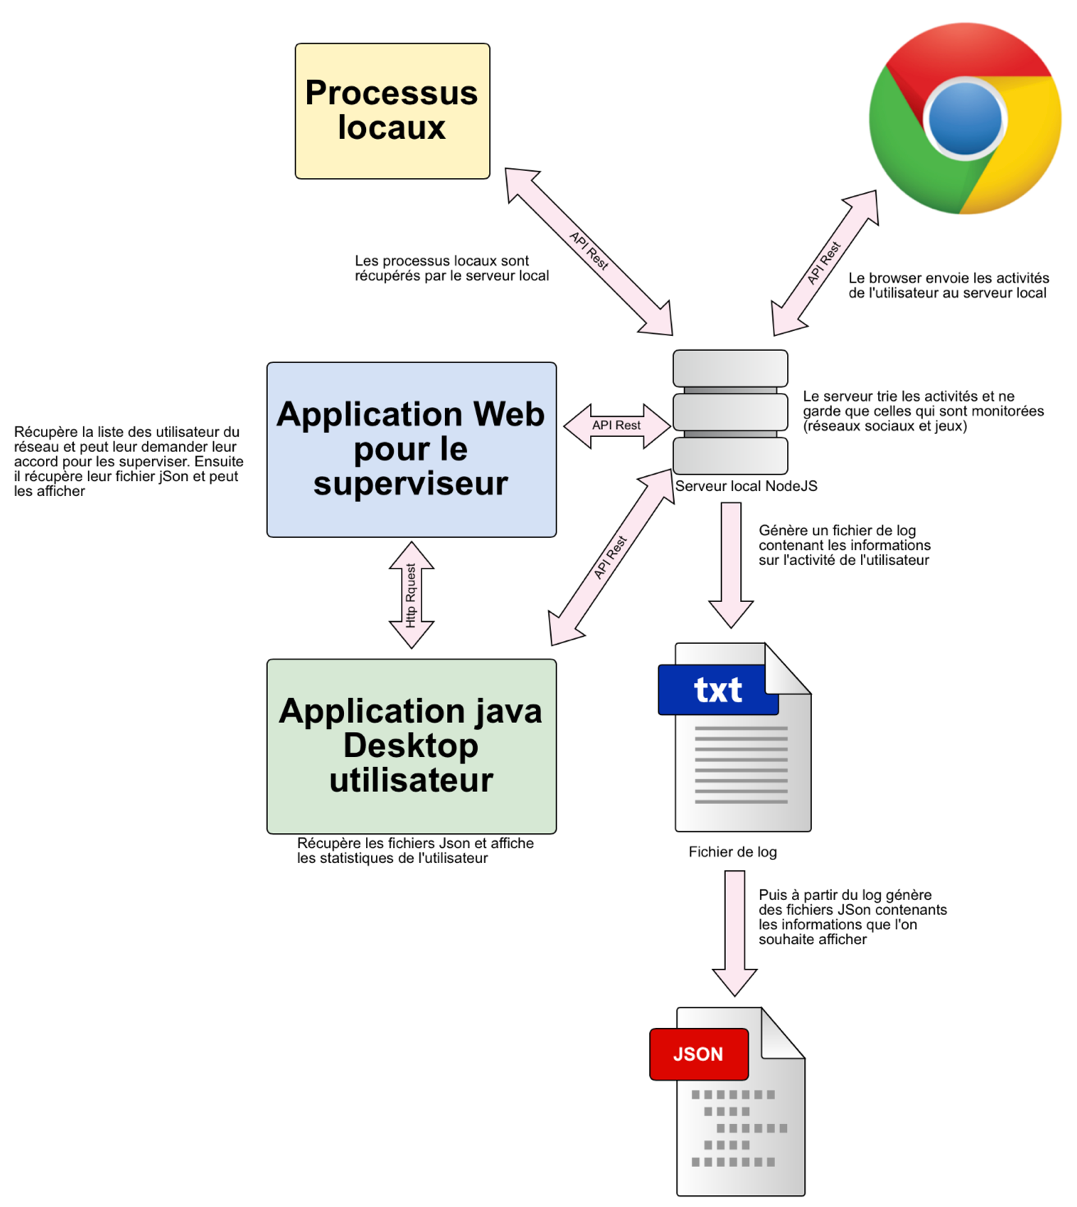 Processus
locaux
API Rest
API Rest
Les processus locaux sont
récupérés par le serveur local
Le browser envoie les activités
de l'utilisateur au serveur local
Application Web
pour le
superviseur
API Rest
Le serveur trie les activités et ne
garde que celles qui sont monitorées
(réseaux sociaux et jeux)
Récupère la liste des utilisateur du
réseau et peut leur demander leur
accord pour les superviser. Ensuite
il récupère leur fichier jSon et peut
les afficher
Serveur local NodeJS
API Rest
Http Rquest
Génère un fichier de log
contenant les informations
sur l'activité de l'utilisateur
Application java
Desktop
utilisateur
txt
Récupère les fichiers Json et affiche
les statistiques de l'utilisateur
Fichier de log
Puis à partir du log génère
des fichiers JSon contenants
les informations que l'on
souhaite afficher
JSON